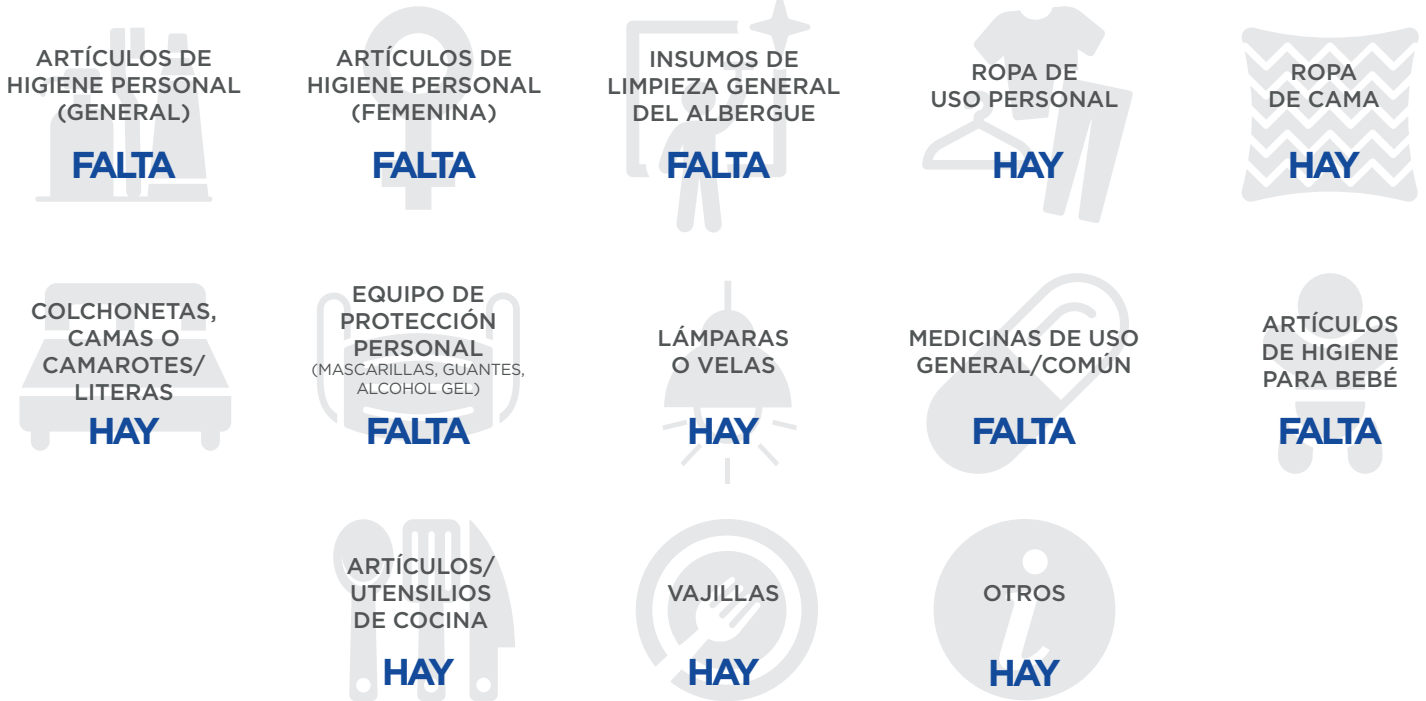 ARTÍCULOS DE
HIGIENE PERSONAL
(GENERAL)
FALTA
ARTÍCULOS DE
HIGIENE PERSONAL
(FEMENINA)
FALTA
INSUMOS DE
LIMPIEZA GENERAL
DEL ALBERGUE
FALTA
ROPA DE
USO PERSONAL
HAY
ROPA
DE CAMA
HAY
COLCHONETAS,
CAMAS O
CAMAROTES/
LITERAS
HAY
EQUIPO DE
PROTECCIÓN
PERSONAL
(MASCARILLAS, GUANTES,
ALCOHOL GEL)
FALTA
LÁMPARAS
O VELAS
HAY
MEDICINAS DE USO
GENERAL/COMÚN
FALTA
ARTÍCULOS
DE HIGIENE
PARA BEBÉ
FALTA
ARTÍCULOS/
UTENSILIOS
DE COCINA
HAY
VAJILLAS
HAY
OTROS
HAY